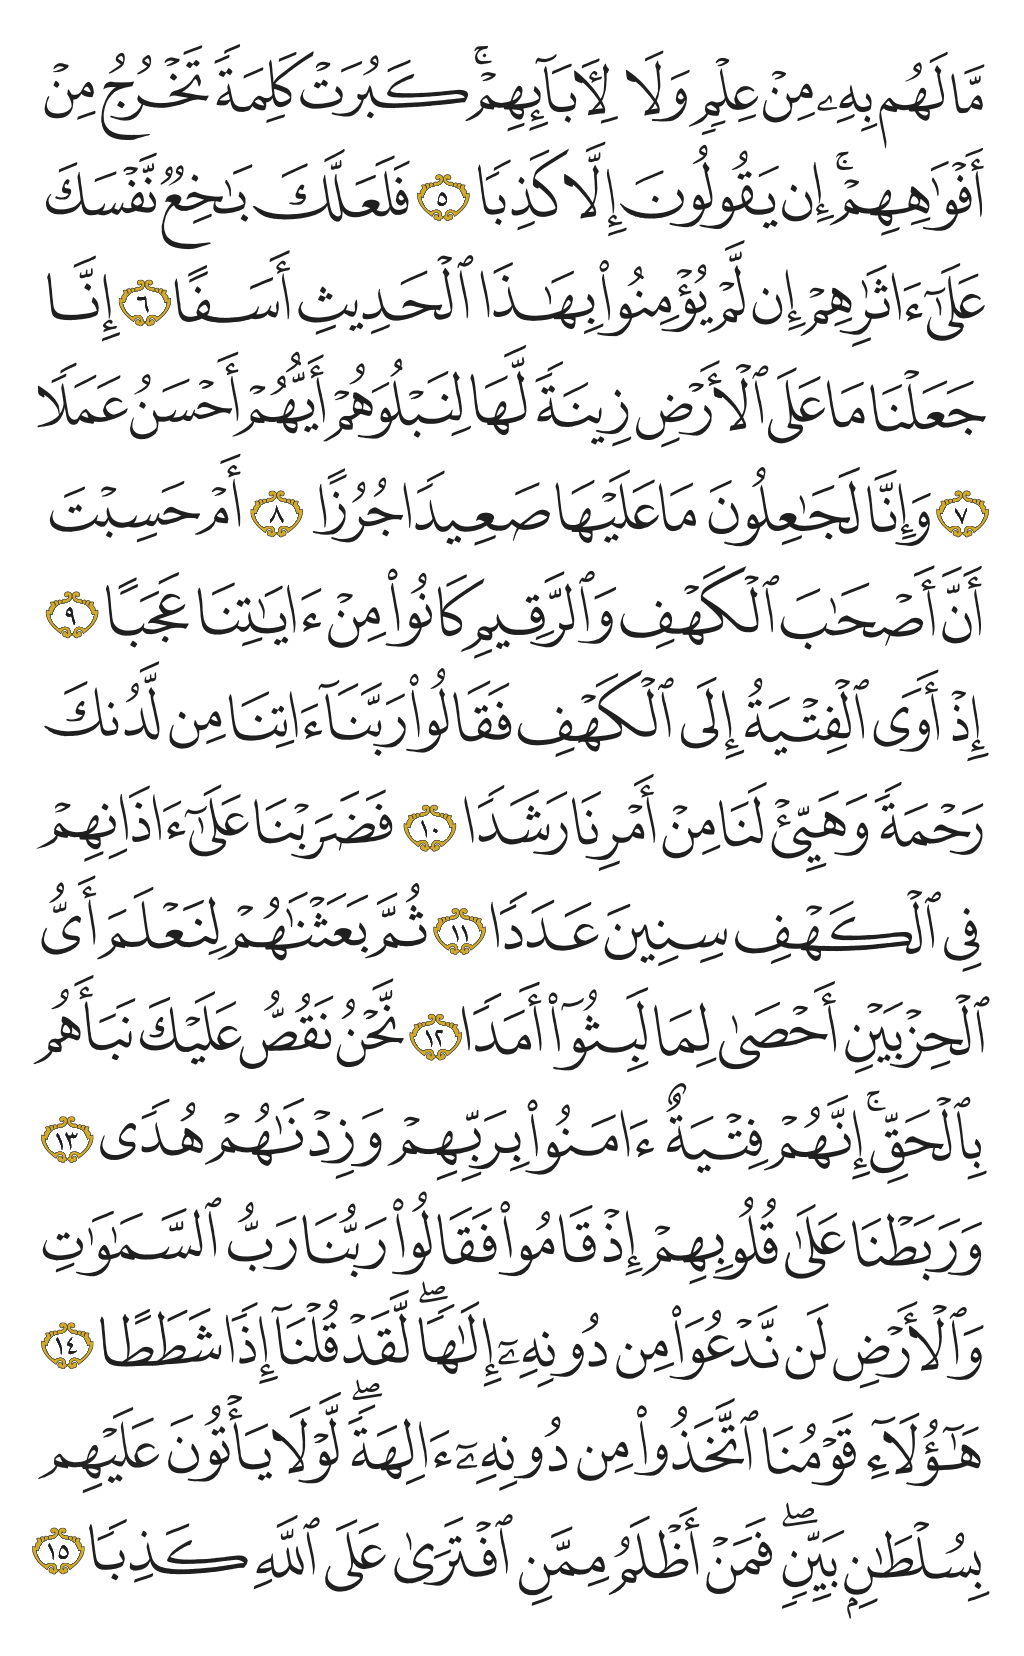 مَّا لَهُم بِهِۦ مِنْ عِلْمٍ وَلَا لِأٓبَآئِهِمْۚ كَبُرَتْ كَلِمَةً تَخْرُجُ مِنْ
أَفْوَٰهِهِمْۚ إِن يَقُولُونَ إِلَّا كَذِبًا ٥ فَلَعَلَّكَ بَٰخِعٌ نَّفْسَكَ
عَلَىٰٓ ءَاثَٰرِهِمْ إِن لَّمْ يُؤْمِنُوا۟ بِهَٰذَا ٱلْحَدِيثِ أَسَفًا ٦ إِنَّا
جَعَلْنَا مَا عَلَى ٱلْأَرْضِ زِينَةً لَّهَا لِنَبْلُوَهُمْ أَيُّهُمْ أَحْسَنُ عَمَلًا
٧ وَإِنَّا لَجَٰعِلُونَ مَا عَلَيْهَا صَعِيدًا جُرُزًا ٨ أَمْ حَسِبْتَ
أَنَّ أَصْحَٰبَ ٱلْكَهْفِ وَٱلرَّقِيمِ كَانُوا۟ مِنْ ءَايَٰتِنَا عَجَبًا ٩
إِذْ أَوَى ٱلْفِتْيَةُ إِلَى ٱلْكَهْفِ فَقَالُوا۟ رَبَّنَآ ءَاتِنَا مِن لَّدُنكَ
رَحْمَةً وَهَيِّئْ لَنَا مِنْ أَمْرِنَا رَشَدًا ١٠ فَضَرَبْنَا عَلَىٰٓ ءَاذَانِهِمْ
فِى ٱلْكَهْفِ سِنِينَ عَدَدًا ١١ ثُمَّ بَعَثْنَٰهُمْ لِنَعْلَمَ أَىُّ
ٱلْحِزْبَيْنِ أَحْصَىٰ لِمَا لَبِثُوٓا۟ أَمَدًا ١٢ نَّحْنُ نَقُصُّ عَلَيْكَ نَبَأَهُم
بِٱلْحَقِّۚ إِنَّهُمْ فِتْيَةٌ ءَامَنُوا۟ بِرَبِّهِمْ وَزِدْنَٰهُمْ هُدًى ١٣
وَرَبَطْنَا عَلَىٰ قُلُوبِهِمْ إِذْ قَامُوا۟ فَقَالُوا۟ رَبُّنَا رَبُّ ٱلسَّمَٰوَٰتِ
وَٱلْأَرْضِ لَن نَّدْعُوَا۟ مِن دُونِهِۦٓ إِلَٰهًاۖ لَّقَدْ قُلْنَآ إِذًا شَطَطًا ١٤
هَٰٓؤُلَآءِ قَوْمُنَا ٱتَّخَذُوا۟ مِن دُونِهِۦٓ ءَالِهَةًۖ لَّوْلَا يَأْتُونَ عَلَيْهِم
بِسُلْطَٰنٍۭ بَيِّنٍۖ فَمَنْ أَظْلَمُ مِمَّنِ ٱفْتَرَىٰ عَلَى ٱللَّهِ كَذِبًا ١٥